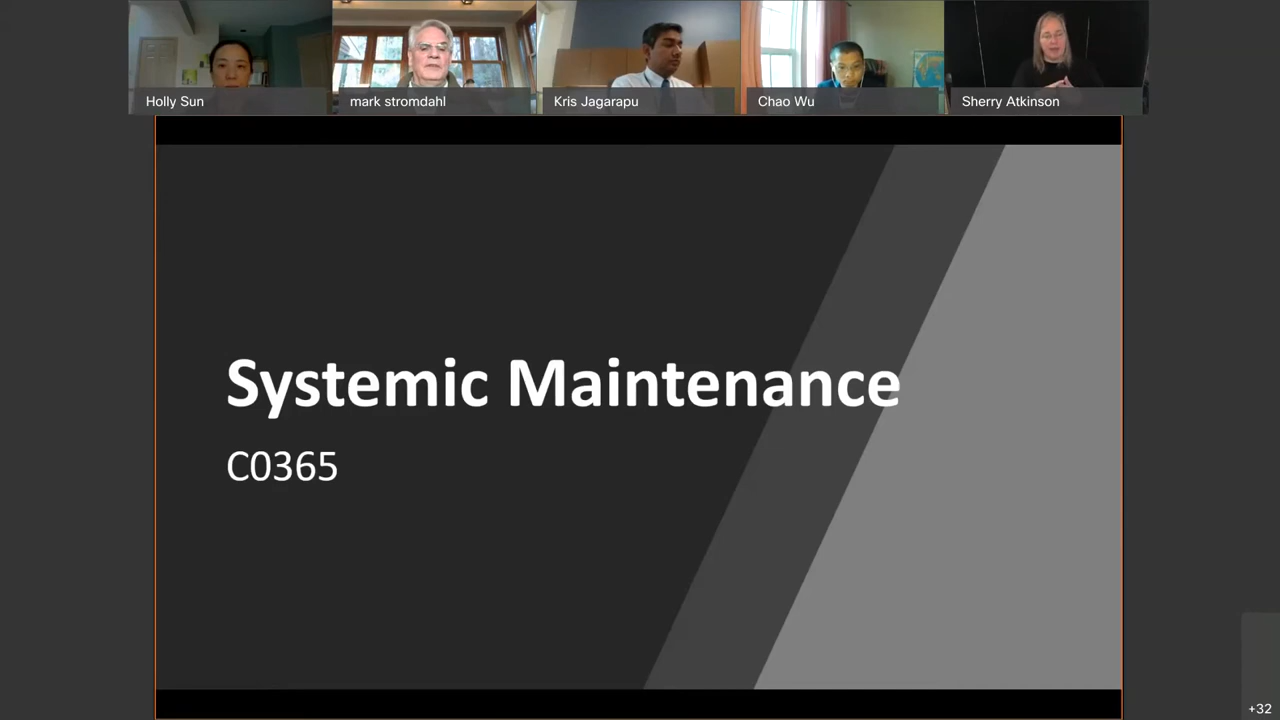 Holly Sun
mark stromdahl
Kris Jagarapu
Chao Wu
Sherry Atkinson
Systemic Maintenance
C0365
+32